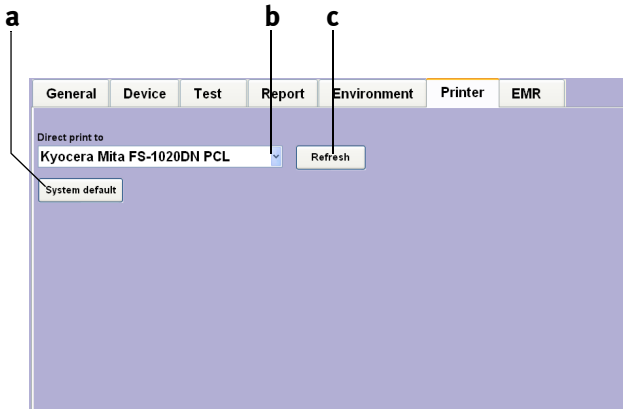 a b c
General Device Test Report Environment Printer EMR
Direct print to
Kyocera Mita FS-1020DN PCL Refresh
System default